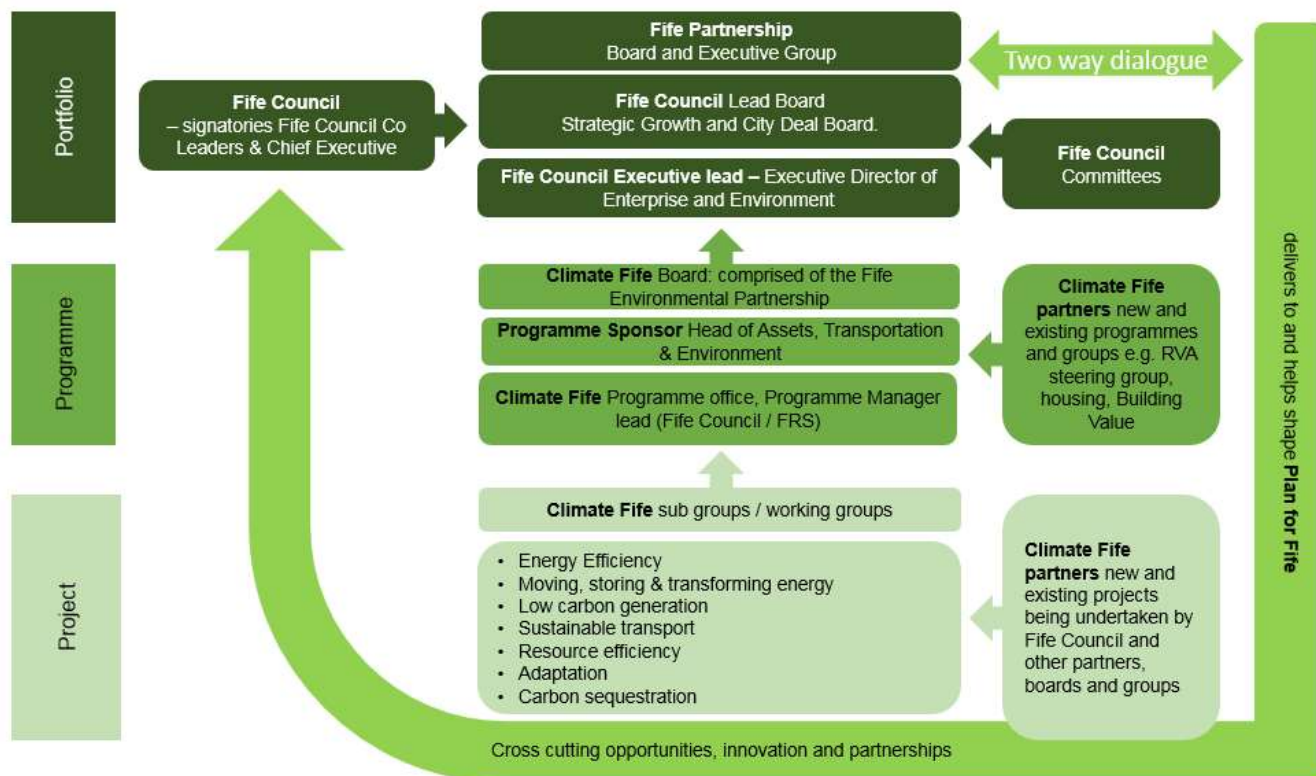 Portfolio
Fife Partnership
Board and Executive Group
Two way dialogue
Fife Council
– signatories Fife Council Co
Leaders & Chief Executive
Fife Council Lead Board
Strategic Growth and City Deal Board.
Fife Council Executive lead – Executive Director of
Enterprise and Environment
Fife Council
Committees
Programme
Climate Fife Board: comprised of the Fife
Environmental Partnership
Programme Sponsor Head of Assets, Transportation
& Environment
Climate Fife Programme office, Programme Manager
lead (Fife Council / FRS)
Climate Fife
partners new and
existing programmes
and groups e.g. RVA
steering group,
housing, Building
Value
Project
Climate Fife sub groups / working groups
• Energy Efficiency
• Moving, storing & transforming energy
• Low carbon generation
• Sustainable transport
• Resource efficiency
• Adaptation
• Carbon sequestration
Climate Fife
partners new and
existing projects
being undertaken by
Fife Council and
other partners,
boards and groups
delivers to and helps shape Plan for Fife
Cross cutting opportunities, innovation and partnerships